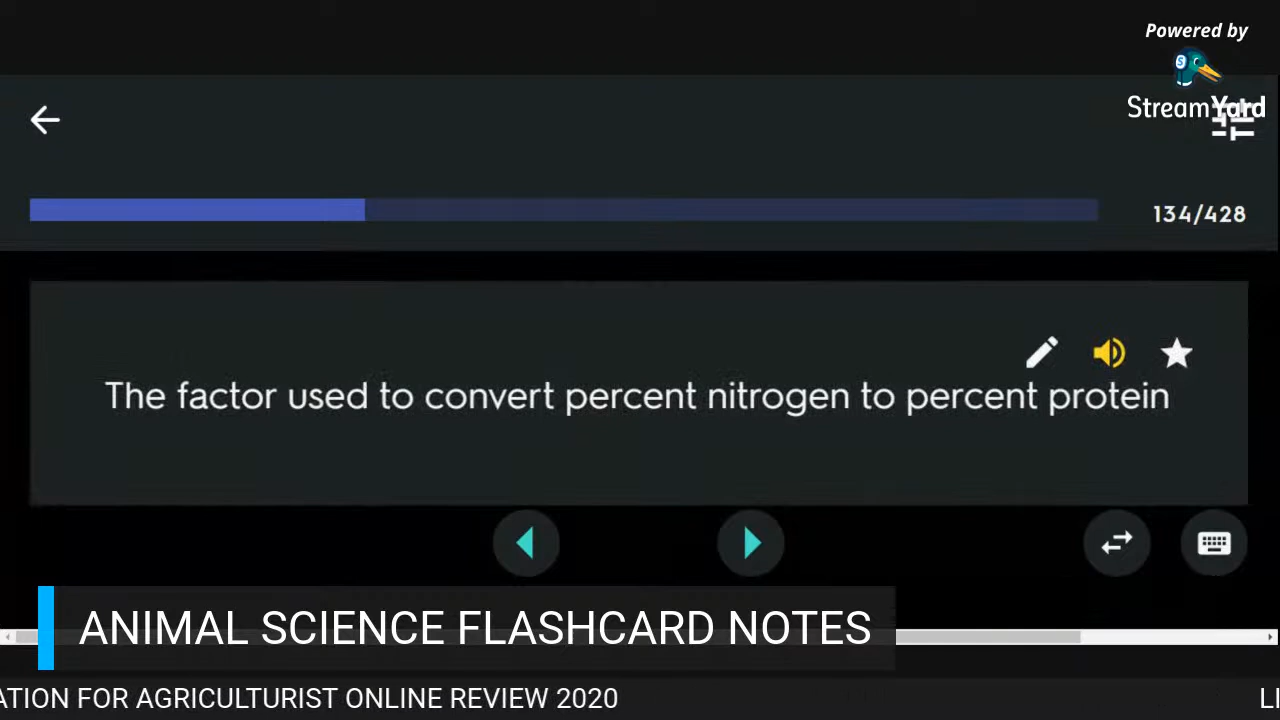 Powered by
StreamYard
134/428
The factor used to convert percent nitrogen to percent protein
ANIMAL SCIENCE FLASHCARD NOTES
ATION FOR AGRICULTURIST ONLINE REVIEW 2020 LI